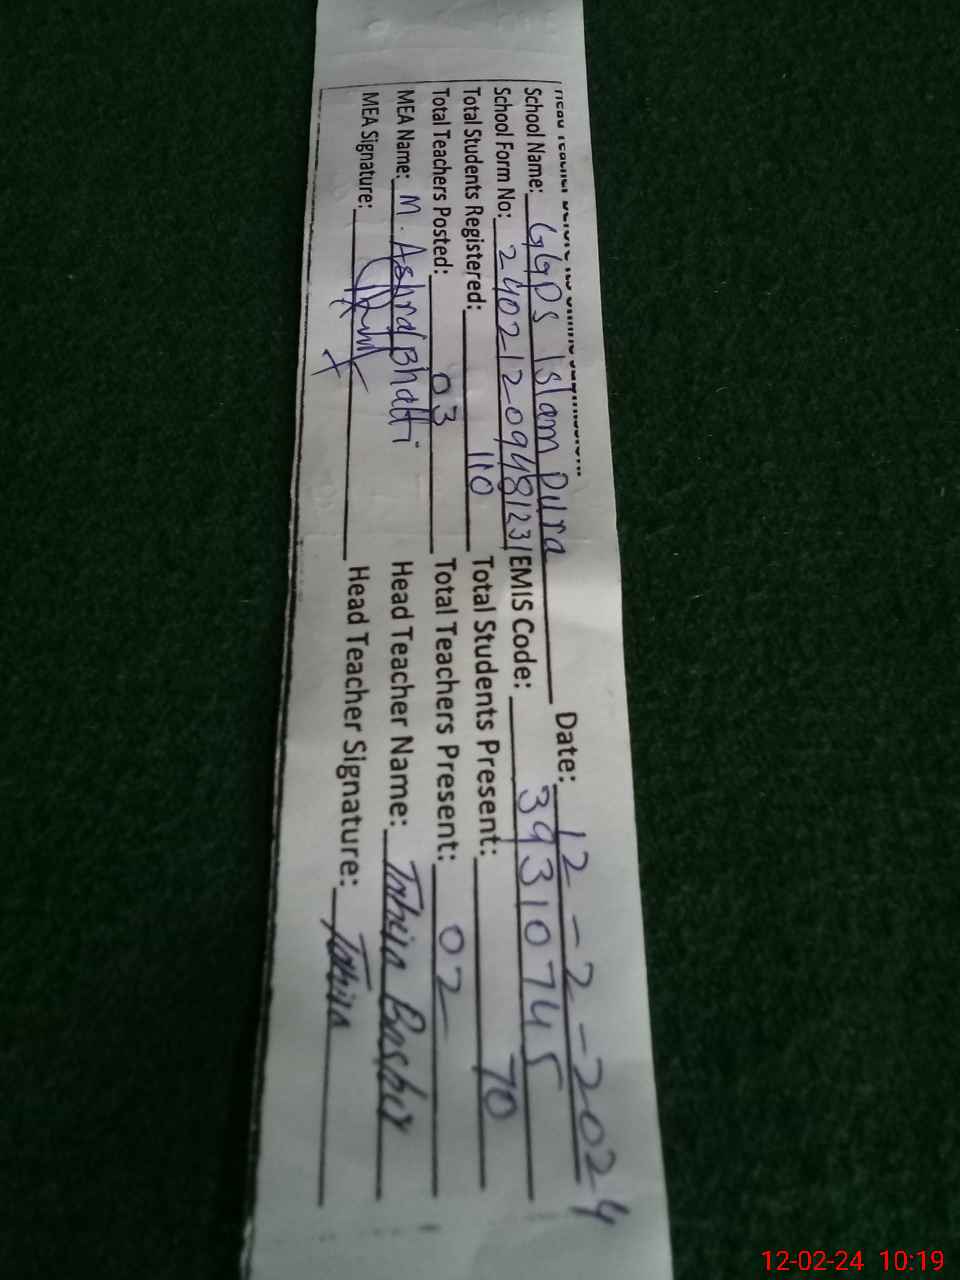 School Name: GGPS Islam Pura Date: 12-2-2024
School Form No: 24021209481231 EMIS Code: 39310745
Total Students Registered: 110 Total Students Present: 70
Total Teachers Posted: 03 Total Teachers Present: 02
MEA Name: M. Ashraf Bhatti Head Teacher Name: Tahira Bashir
MEA Signature: Head Teacher Signature: Tahira
12-02-24 10:19